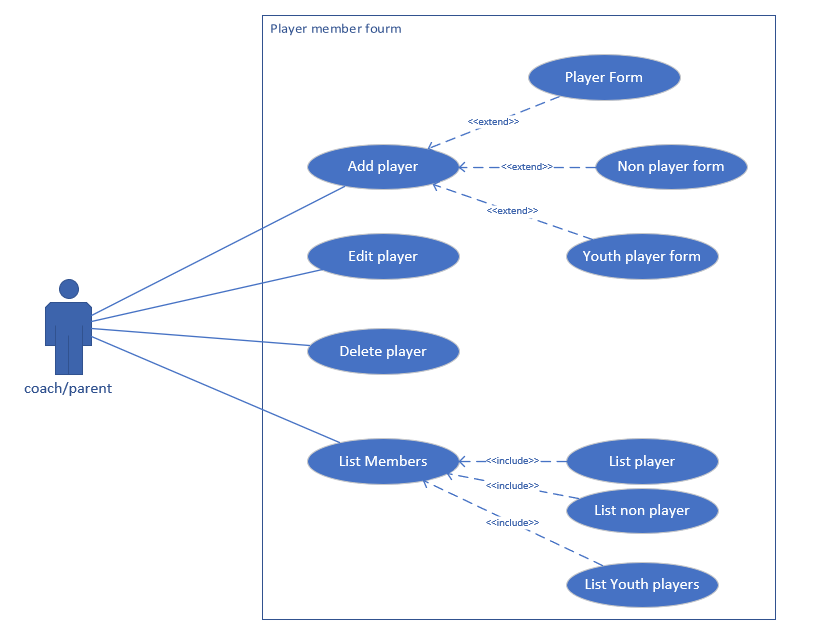 Player member fourm
Player Form
<<extend>>
Add player
<<extend>>
Non player form
<<extend>>
Edit player
Youth player form
Delete player
coach/parent
List Members
<<include>>
List player
<<include>>
List non player
<<include>>
List Youth players